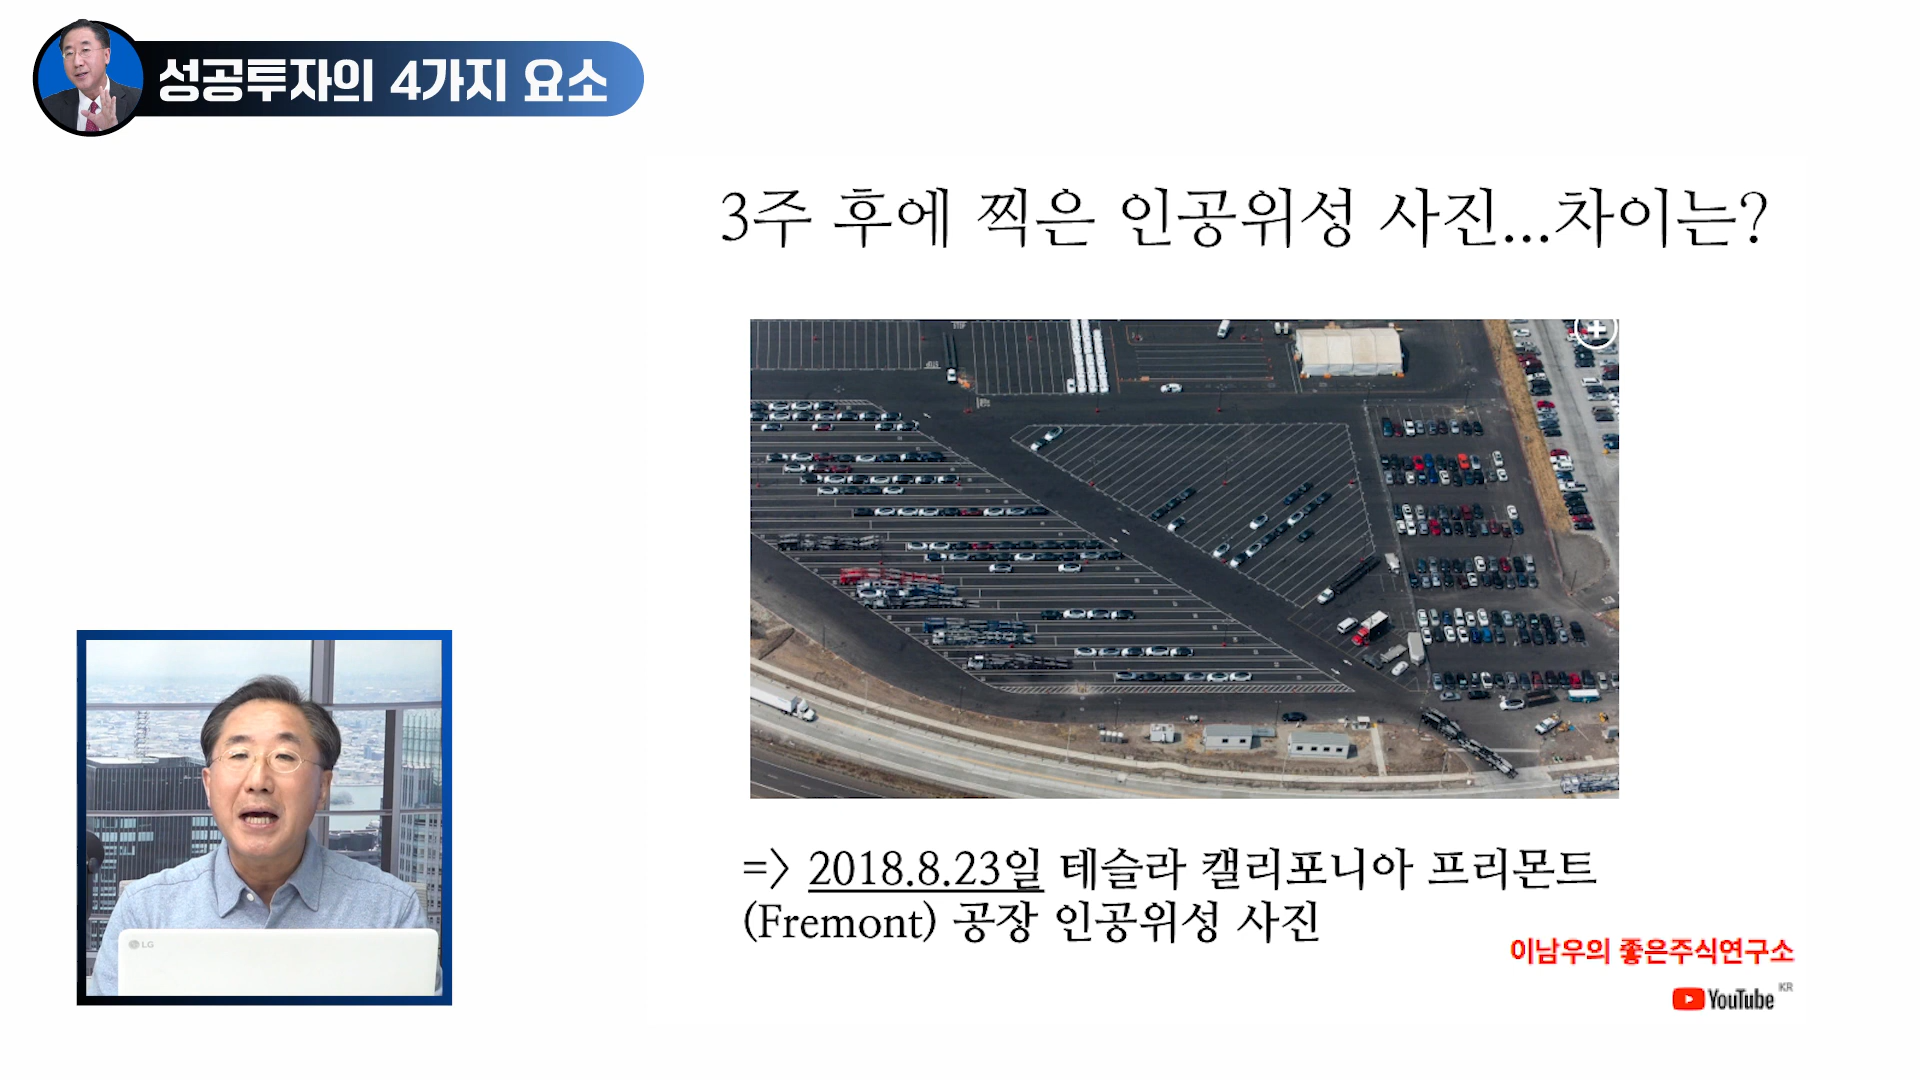 성공투자의 4가지 요소
3주 후에 찍은 인공위성 사진...차이는?
STOP
=> 2018.8.23일 테슬라 캘리포니아 프리몬트
(Fremont) 공장 인공위성 사진
LG
이남우의 좋은주식연구소
YouTube KR